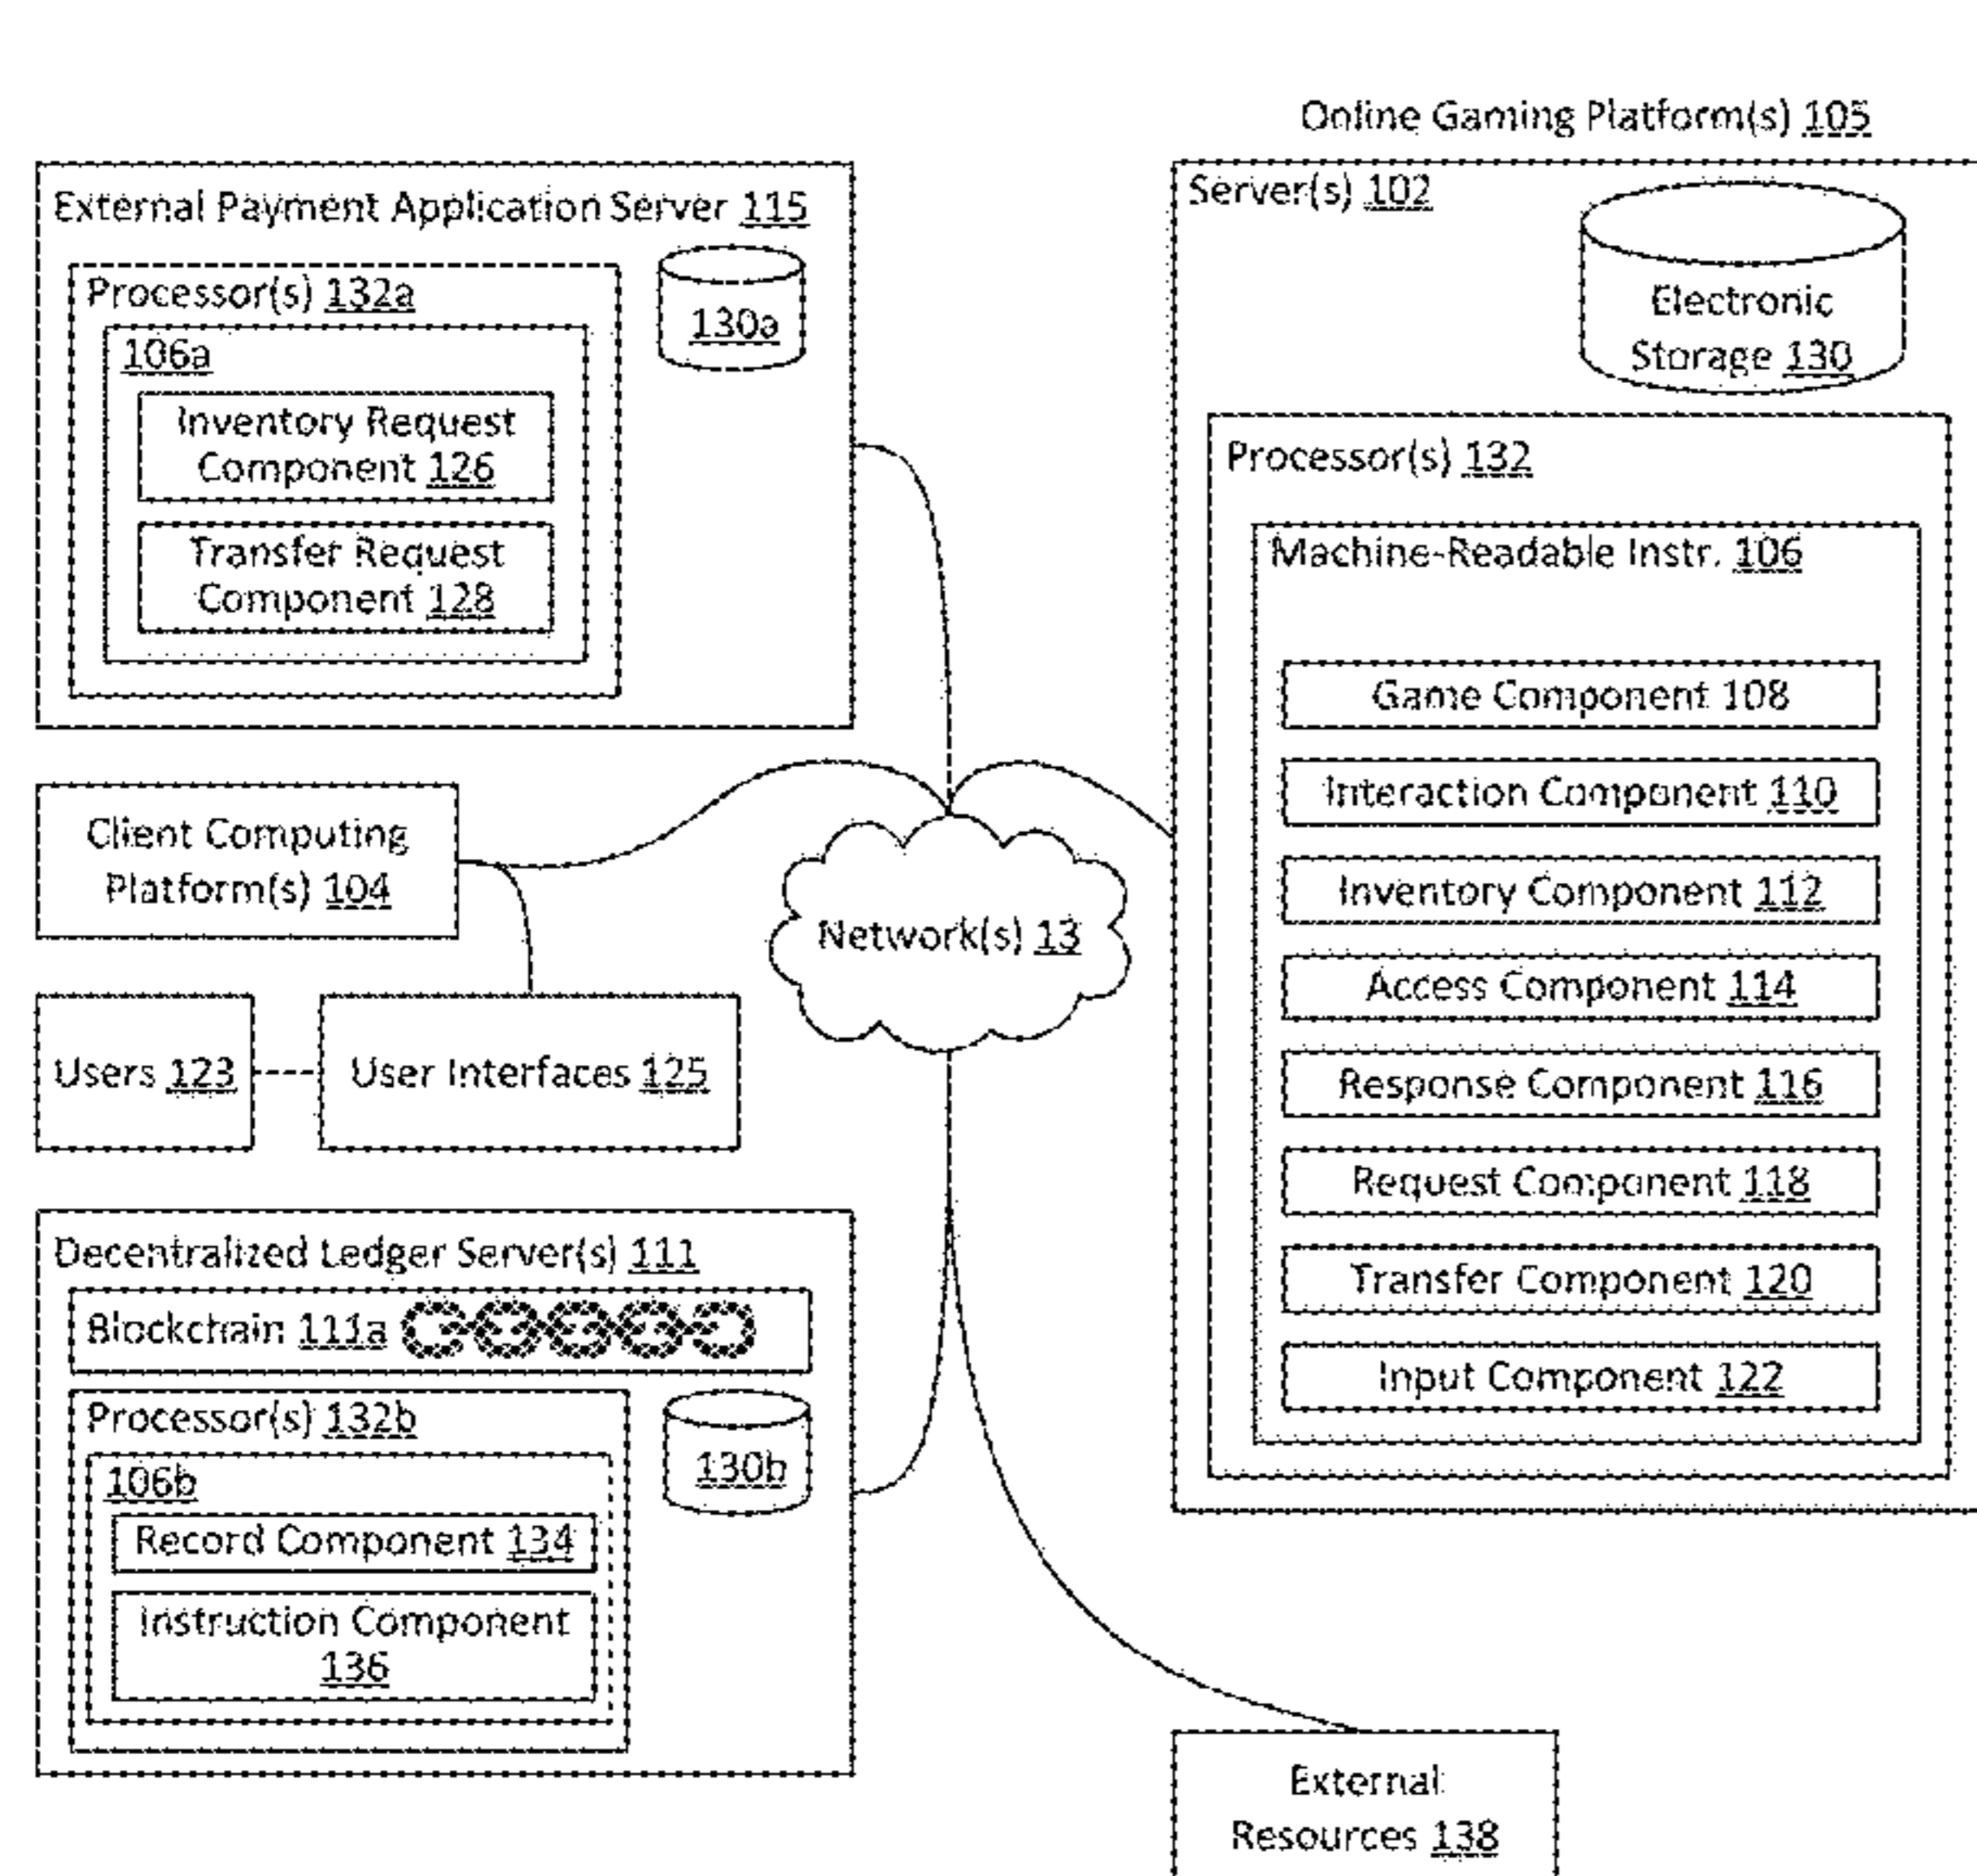 Online Gaming Platform(s) 105
External Payment Application Server 115
Processor(s) 132a
130a
106a
Inventory Request
Component 126
Transfer Request
Component 128
Server(s) 102
Electronic
Storage 130
Processor(s) 132
Machine-Readable Instr. 106
Game Component 108
Interaction Component 110
Inventory Component 112
Access Component 114
Response Component 116
Request Component 118
Transfer Component 120
Input Component 122
Client Computing
Platform(s) 104
Network(s) 13
Users 123
User Interfaces 125
Decentralized Ledger Server(s) 111
Blockchain 111a
Processor(s) 132b
130b
106b
Record Component 134
Instruction Component
136
External
Resources 138